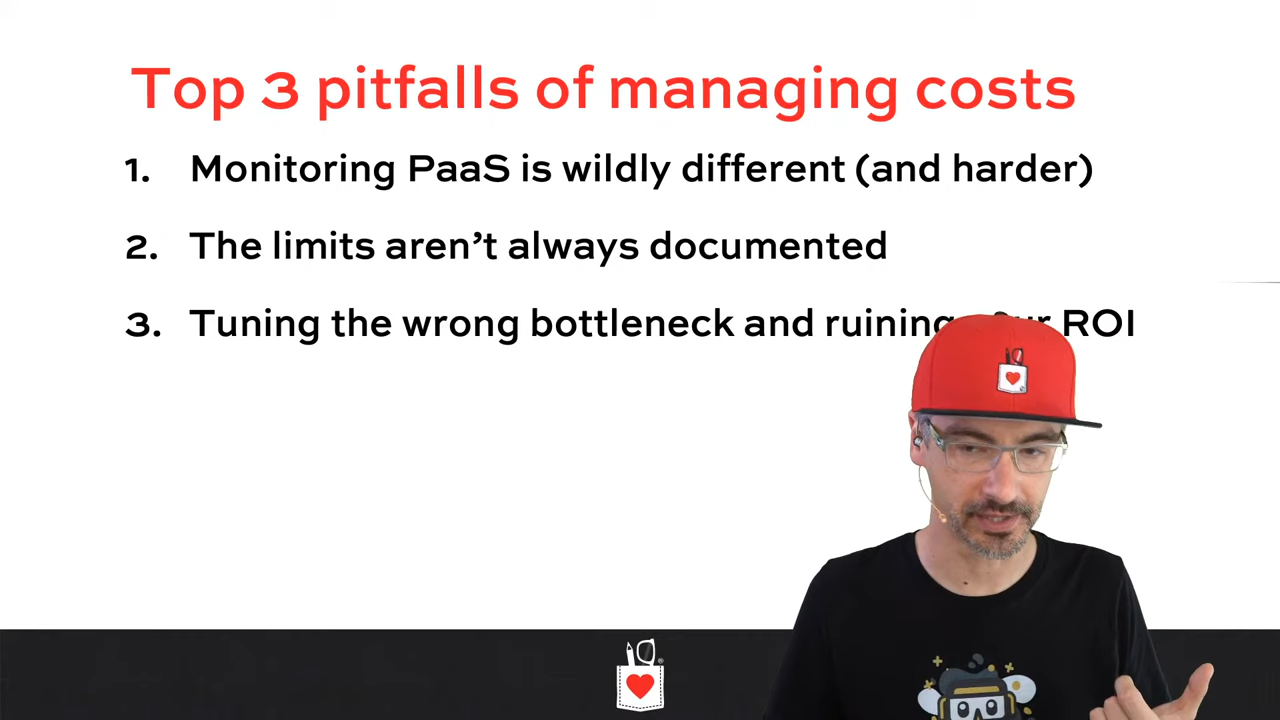 Top 3 pitfalls of managing costs
1. Monitoring PaaS is wildly different (and harder)
2. The limits aren't always documented
3. Tuning the wrong bottleneck and ruining ROI